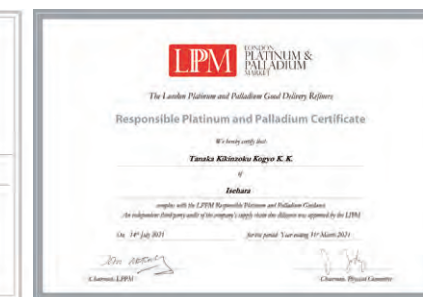 LPPM
LONDON
PLATINUM &
PALLADIUM
MARKET
The London Platinum and Palladium Good Delivery Refiners
Responsible Platinum and Palladium Certificate
We hereby certify that:
Tanaka Kikinzoku Kogyo K. K.
of
Isehara
complies with the LPPM Responsible Platinum and Palladium Guidance
An independent third party audit of the company's supply chain due diligence was approved by the LPPM
On 14th July 2021 for the period Year ending 31st March 2021
Chairman, LPPM Chairman, Physical Committee